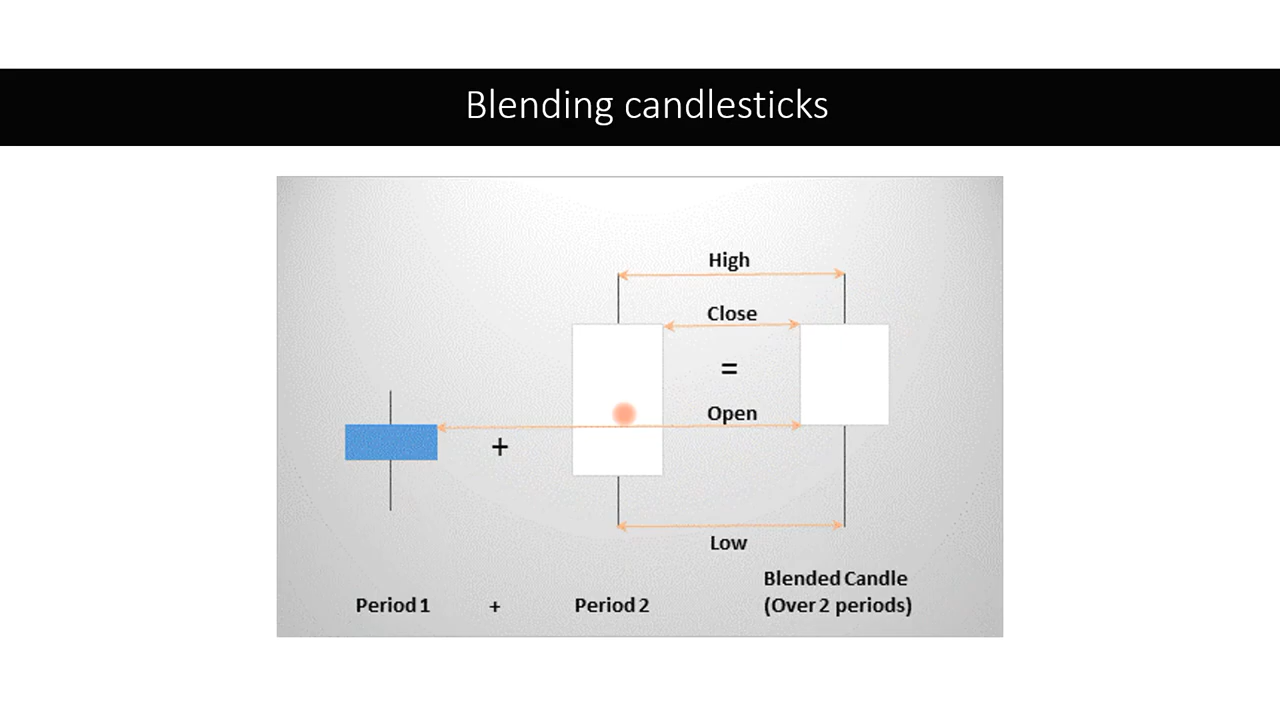 Blending candlesticks
High
Close
=
Open
+
Low
Blended Candle
Period 1 + Period 2 (Over 2 periods)